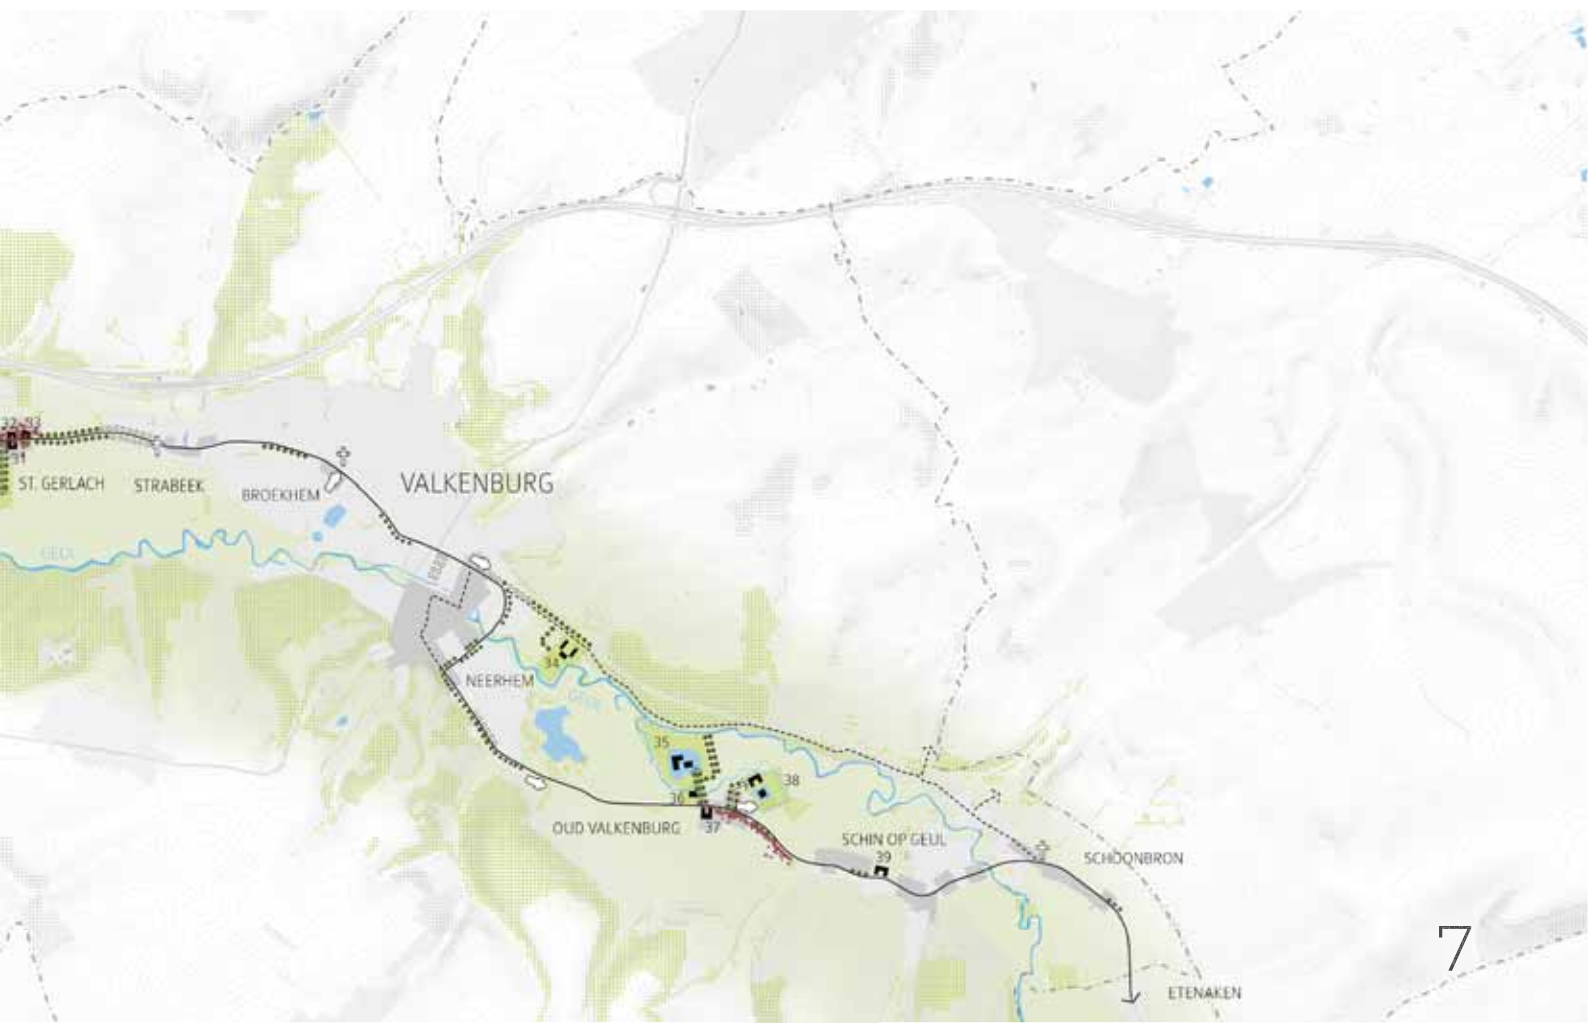 32 33
31
ST. GERLACH
STRABEEK
BROEKHEM
VALKENBURG
GEUL
34
NEERHEM
GEUL
35
36
37
38
OUD VALKENBURG
SCHIN OP GEUL
39
SCHOONBRON
ETENAKEN
7